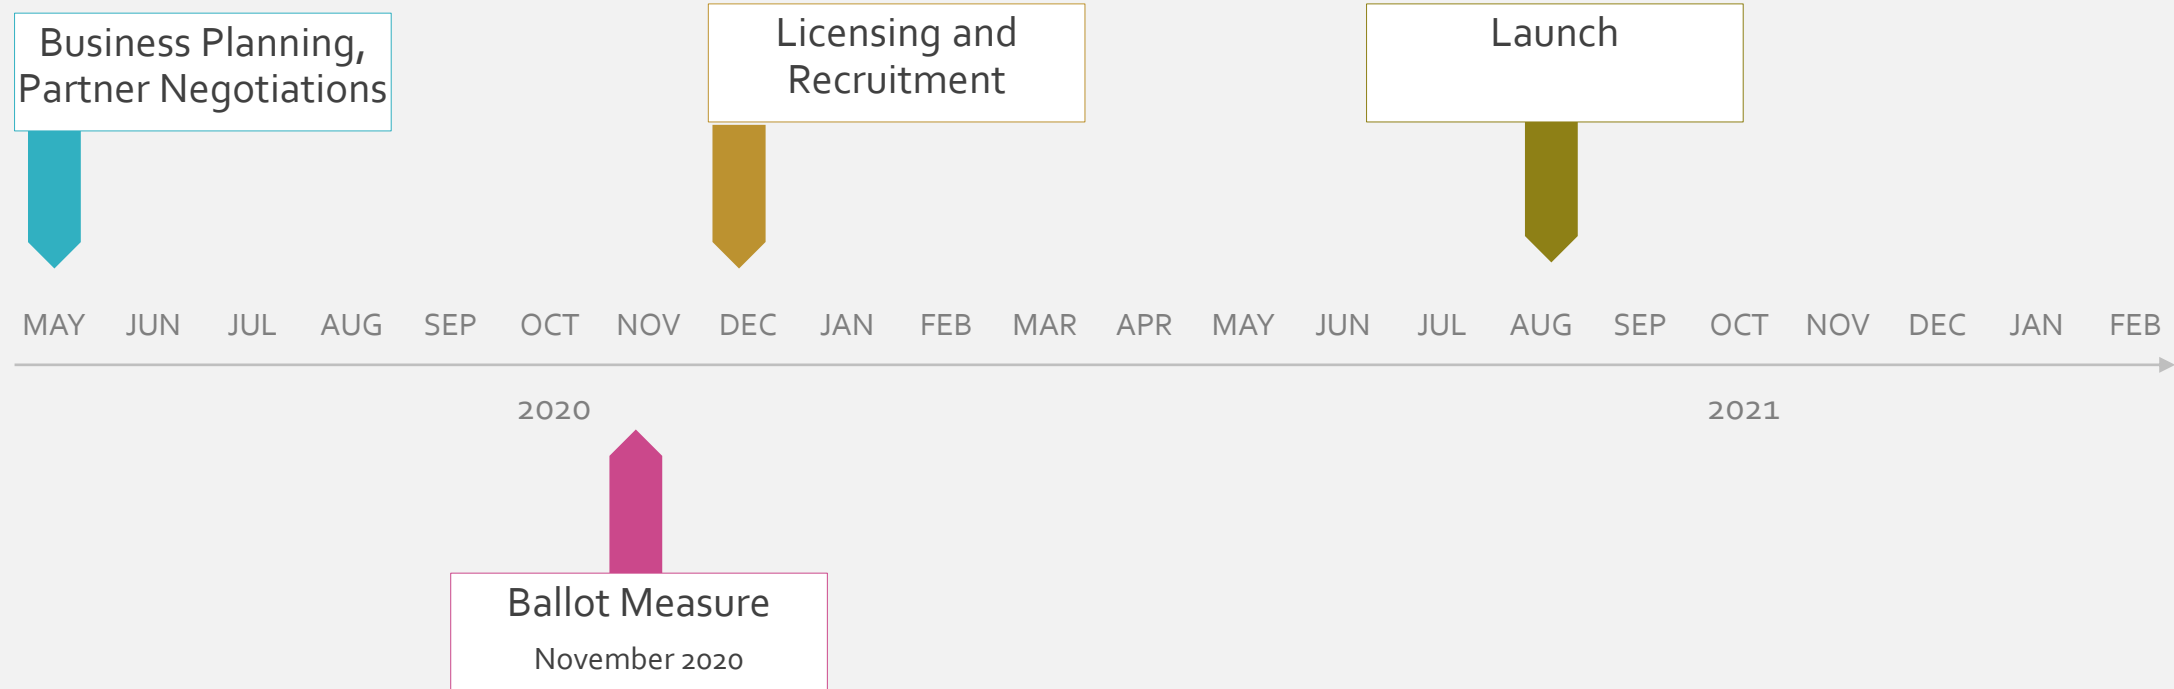 Business Planning,
Partner Negotiations
Licensing and
Recruitment
Launch
MAY JUN JUL AUG SEP OCT NOV DEC JAN FEB MAR APR MAY JUN JUL AUG SEP OCT NOV DEC JAN FEB
2020 2021
Ballot Measure
November 2020